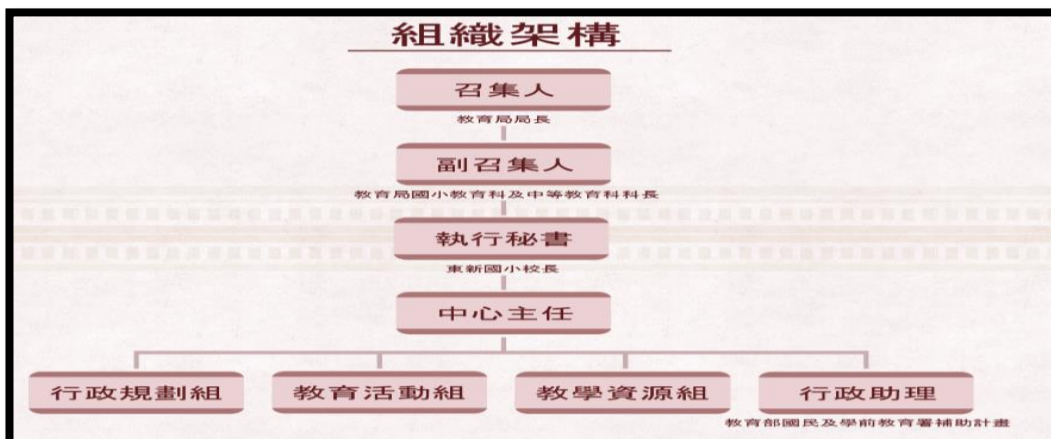 組織架構
召集人
教育局局長
副召集人
教育局國小教育科及中等教育科科長
執行秘書
東新國小校長
中心主任
行政規劃組 教育活動組 教學資源組 行政助理
教育部國民及學前教育署補助計畫